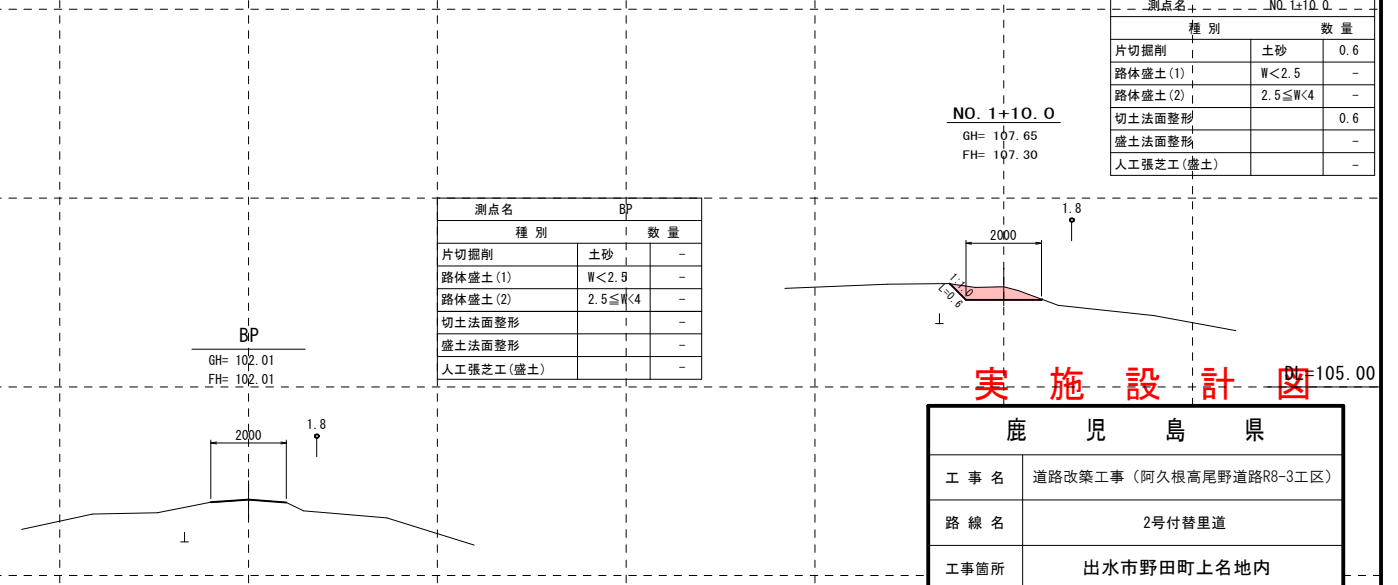 測点名 NO.1+10.0
種 別 数 量
片切掘削 土砂 0.6
路体盛土(1) W<2.5 -
路体盛土(2) 2.5≦W<4 -
切土法面整形 0.6
盛土法面整形 -
人工張芝工(盛土) -
NO. 1+10. 0
GH= 107.65
FH= 107.30
1.8
2000
1:1.0
L=0.6
DL=105.00
測点名 BP
種 別 数 量
片切掘削 土砂 -
路体盛土(1) W<2.5 -
路体盛土(2) 2.5≦W<4 -
切土法面整形 -
盛土法面整形 -
人工張芝工(盛土) -
BP
GH= 102.01
FH= 102.01
1.8
2000
実 施 設 計 図
鹿 児 島 県
工 事 名 道路改築工事(阿久根高尾野道路R8-3工区)
路 線 名 2号付替里道
工事箇所 出水市野田町上名地内